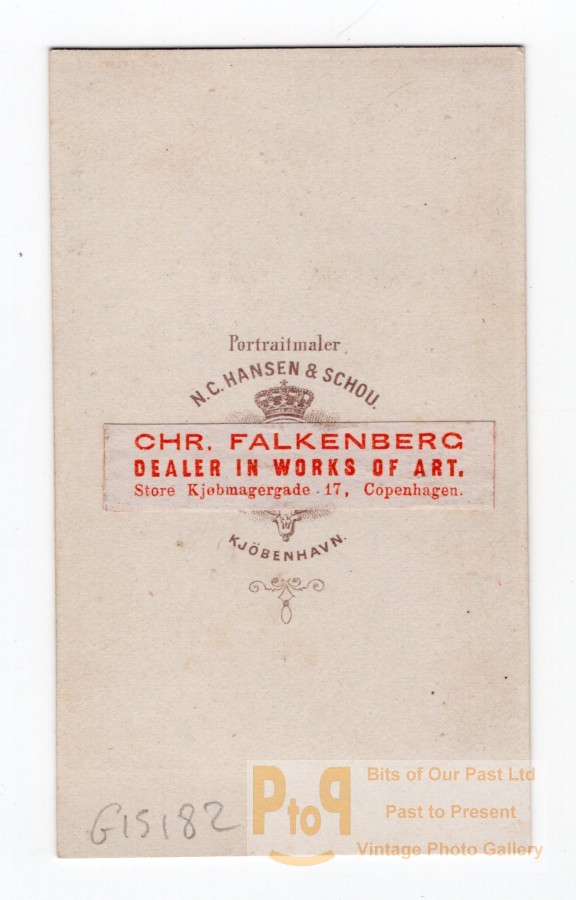 Portraitmaler
N.C. HANSEN & SCHOU.
CHR. FALKENBERG
DEALER IN WORKS OF ART.
Store Kjøbmagergade 17, Copenhagen.
KJÖBENHAVN.
G15182
PtoP
Bits of Our Past Ltd
Past to Present
Vintage Photo Gallery